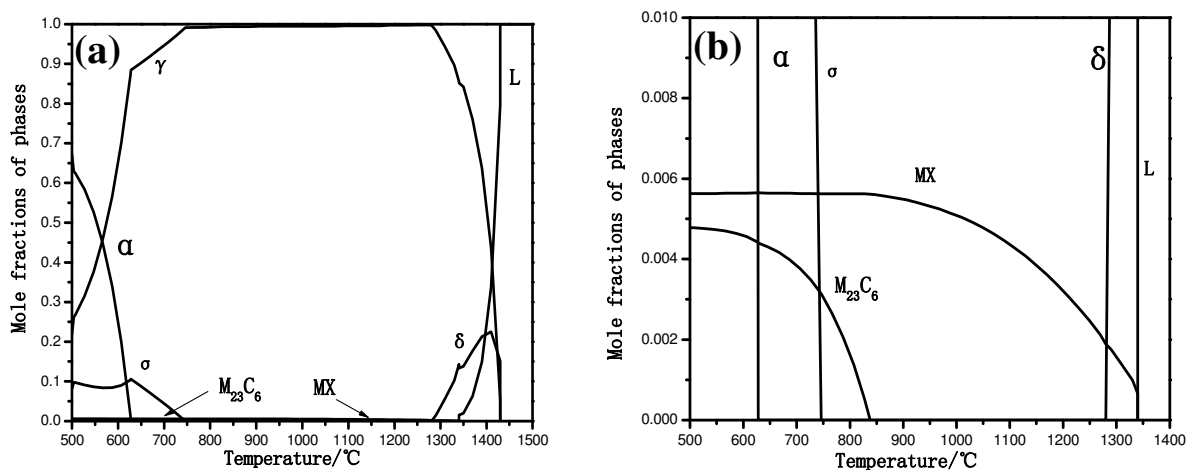 (a)
Mole fractions of phases
1.0
0.9
0.8
0.7
0.6
0.5
0.4
0.3
0.2
0.1
0.0
γ
L
α
σ
δ
M₂₃C₆
MX
500 600 700 800 900 1000 1100 1200 1300 1400 1500
Temperature/℃
(b)
Mole fractions of phases
0.010
0.008
0.006
0.004
0.002
0.000
α
σ
δ
L
MX
M₂₃C₆
500 600 700 800 900 1000 1100 1200 1300 1400
Temperature/℃